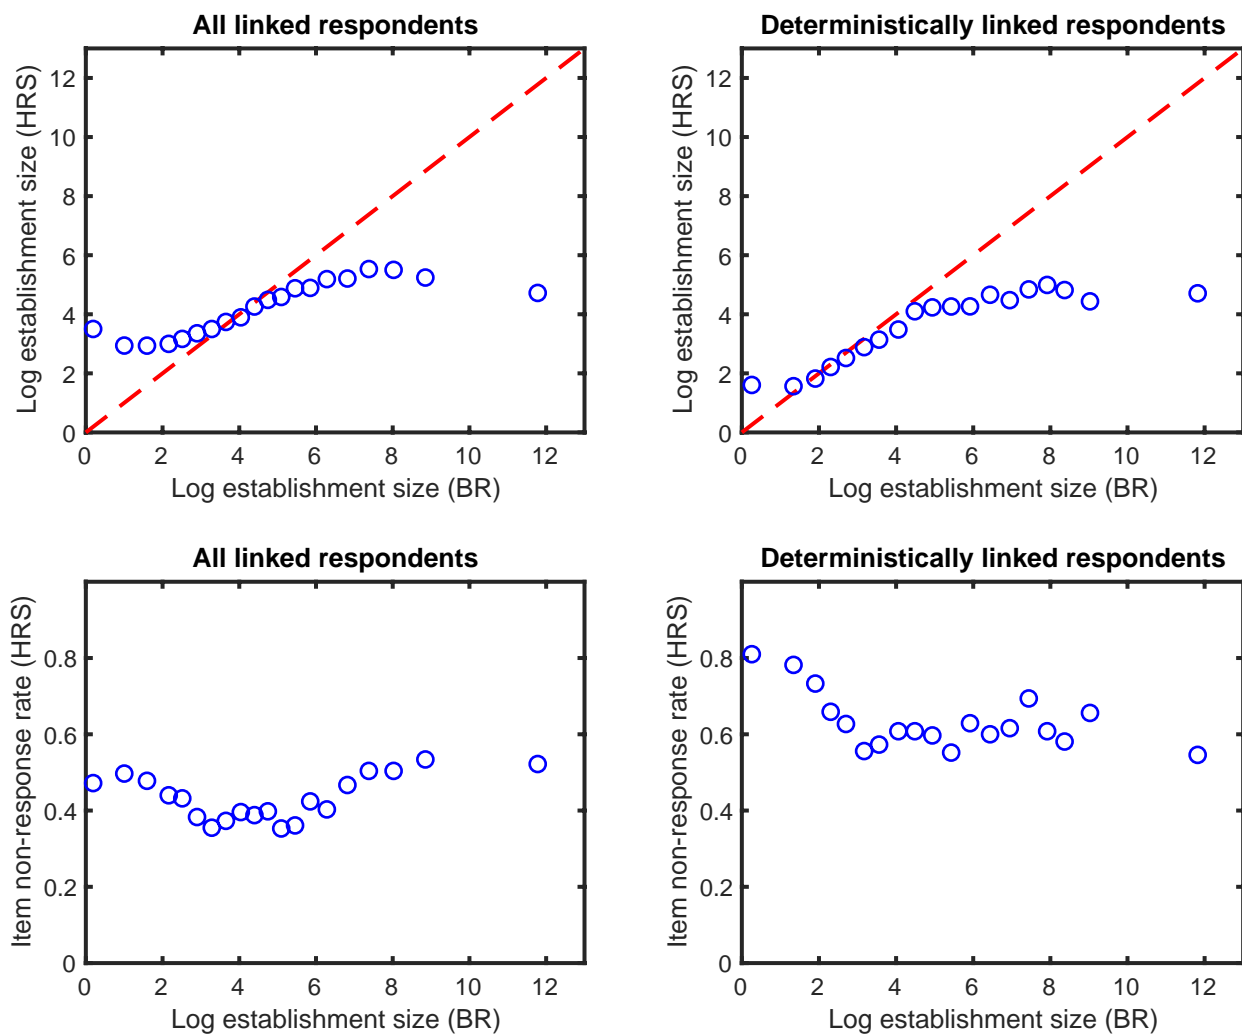 All linked respondents
Log establishment size (HRS)
12
10
8
6
4
2
0
0 2 4 6 8 10 12
Log establishment size (BR)
Deterministically linked respondents
Log establishment size (HRS)
12
10
8
6
4
2
0
0 2 4 6 8 10 12
Log establishment size (BR)
All linked respondents
Item non-response rate (HRS)
0.8
0.6
0.4
0.2
0
0 2 4 6 8 10 12
Log establishment size (BR)
Deterministically linked respondents
Item non-response rate (HRS)
0.8
0.6
0.4
0.2
0
0 2 4 6 8 10 12
Log establishment size (BR)